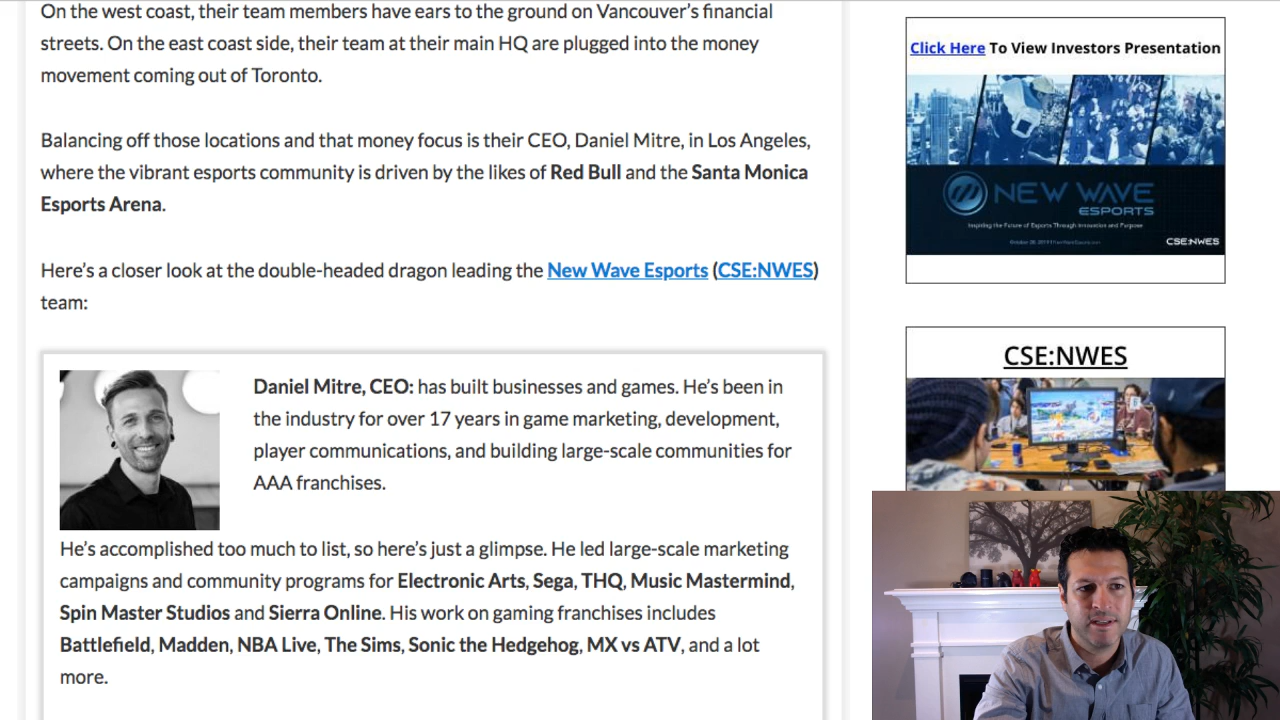 On the west coast, their team members have ears to the ground on Vancouver's financial
streets. On the east coast side, their team at their main HQ are plugged into the money
movement coming out of Toronto.
Balancing off those locations and that money focus is their CEO, Daniel Mitre, in Los Angeles,
where the vibrant esports community is driven by the likes of Red Bull and the Santa Monica
Esports Arena.
Here's a closer look at the double-headed dragon leading the New Wave Esports (CSE:NWES)
team:
Daniel Mitre, CEO: has built businesses and games. He's been in
the industry for over 17 years in game marketing, development,
player communications, and building large-scale communities for
AAA franchises.
He's accomplished too much to list, so here's just a glimpse. He led large-scale marketing
campaigns and community programs for Electronic Arts, Sega, THQ, Music Mastermind,
Spin Master Studios and Sierra Online. His work on gaming franchises includes
Battlefield, Madden, NBA Live, The Sims, Sonic the Hedgehog, MX vs ATV, and a lot
more.
Click Here To View Investors Presentation
NEW WAVE
ESPORTS
Inspiring the Future of Esports Through Innovation and Purpose
CSE:NWES
CSE:NWES